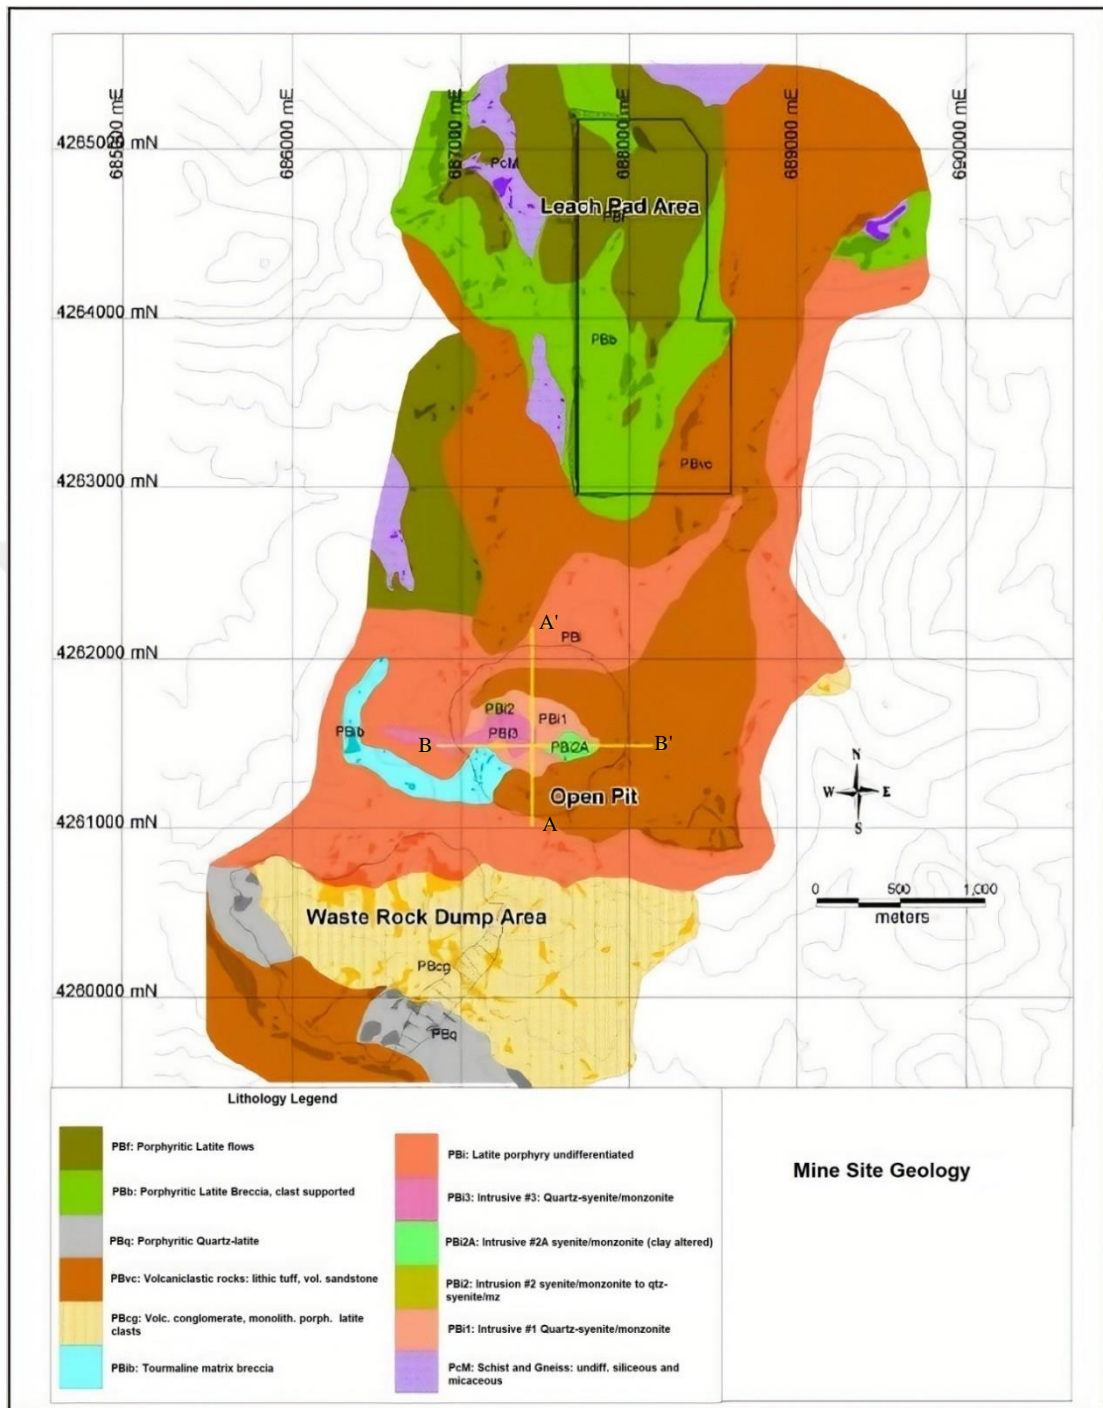 685000 mE
686000 mE
687000 mE
688000 mE
689000 mE
690000 mE
4265000 mN
PcM
Leach Pad Area
PBf
4264000 mN
PBb
PBvc
4263000 mN
A'
PBi
4262000 mN
PBi2
PBi1
PBib
PBi3
B
PBi2A
B'
N
W
E
S
Open Pit
4261000 mN
A
0 500 1,000
meters
Waste Rock Dump Area
PBcg
4260000 mN
PBq
Lithology Legend
PBf: Porphyritic Latite flows
PBb: Porphyritic Latite Breccia, clast supported
PBq: Porphyritic Quartz-latite
PBvc: Volcaniclastic rocks: lithic tuff, vol. sandstone
PBcg: Volc. conglomerate, monolith. porph. latite
clasts
PBib: Tourmaline matrix breccia
PBi: Latite porphyry undifferentiated
PBi3: Intrusive #3: Quartz-syenite/monzonite
PBi2A: Intrusive #2A syenite/monzonite (clay altered)
PBi2: Intrusion #2 syenite/monzonite to qtz-
syenite/mz
PBi1: Intrusive #1 Quartz-syenite/monzonite
PcM: Schist and Gneiss: undiff. siliceous and
micaceous
Mine Site Geology